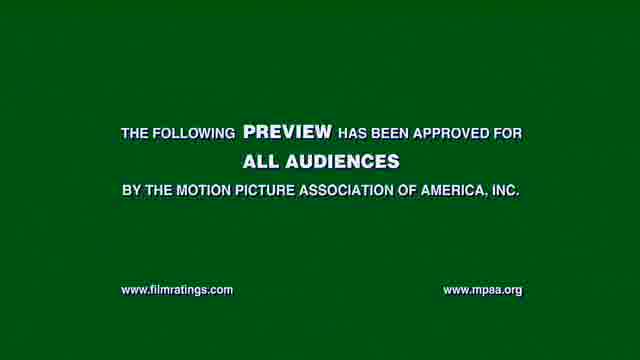 THE FOLLOWING PREVIEW HAS BEEN APPROVED FOR
ALL AUDIENCES
BY THE MOTION PICTURE ASSOCIATION OF AMERICA, INC.
www.filmratings.com www.mpaa.org